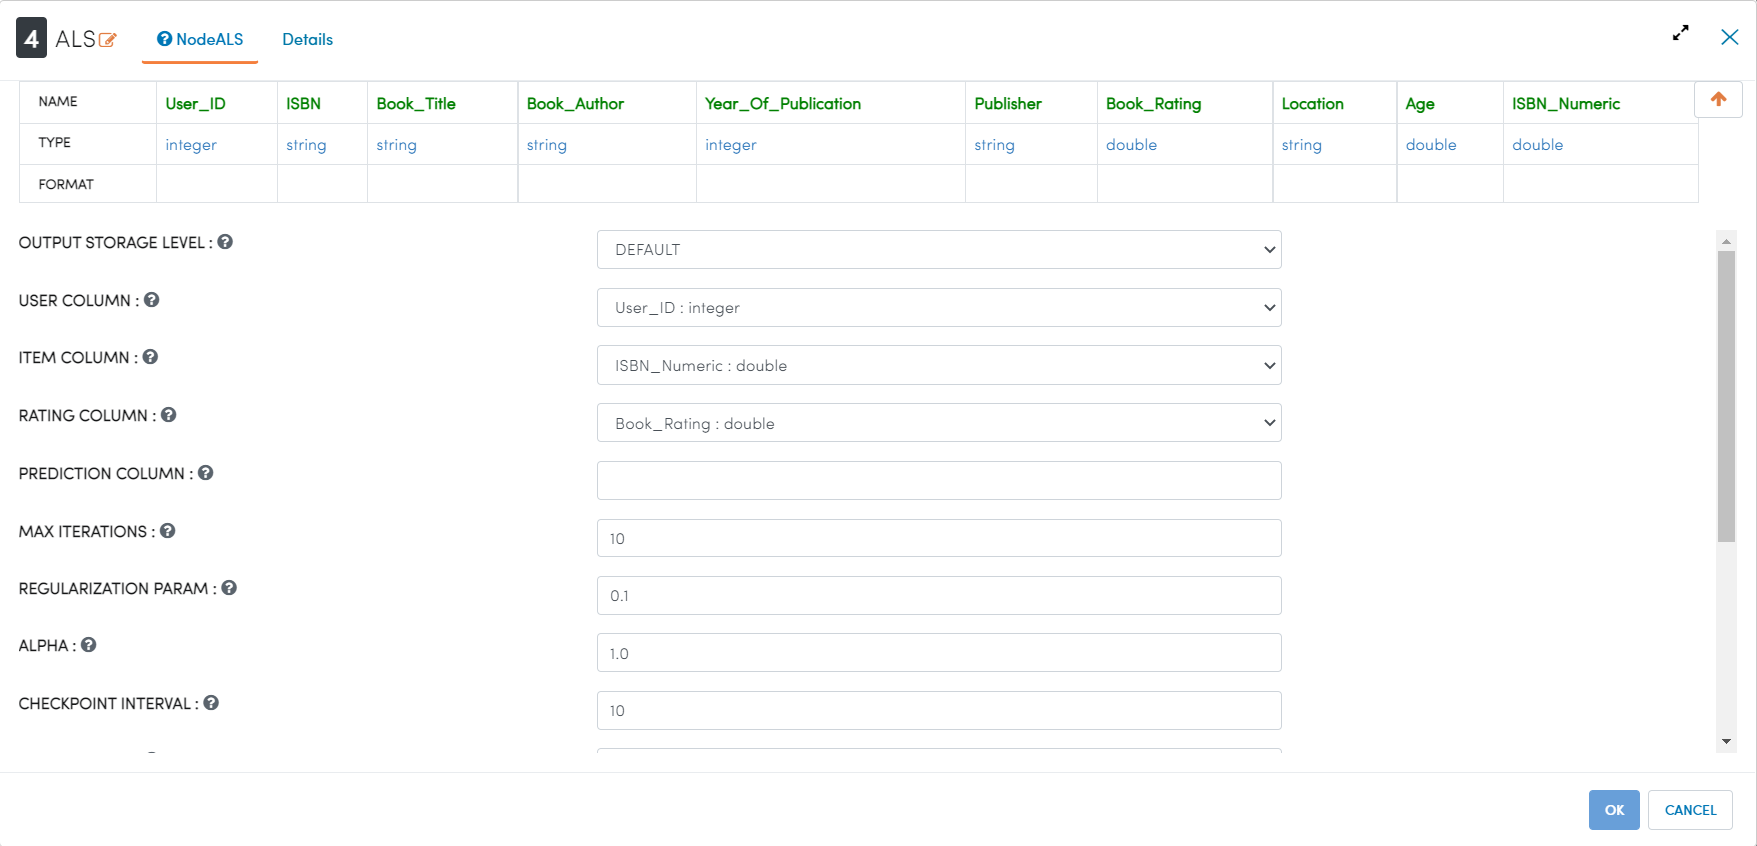 4 ALS NodeALS Details
NAME User_ID ISBN Book_Title Book_Author Year_Of_Publication Publisher Book_Rating Location Age ISBN_Numeric
TYPE integer string string string integer string double string double double
FORMAT
OUTPUT STORAGE LEVEL : DEFAULT
USER COLUMN : User_ID : integer
ITEM COLUMN : ISBN_Numeric : double
RATING COLUMN : Book_Rating : double
PREDICTION COLUMN :
MAX ITERATIONS : 10
REGULARIZATION PARAM : 0.1
ALPHA : 1.0
CHECKPOINT INTERVAL : 10
OK CANCEL